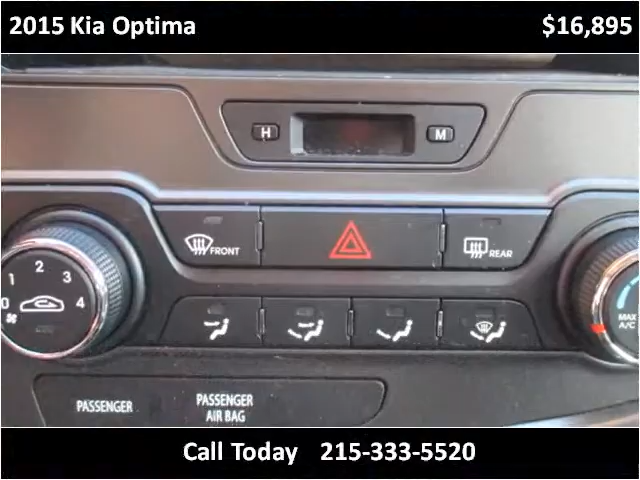 2015 Kia Optima $16,895
H M
FRONT REAR
0 1 2 3 4
MAX
A/C
PASSENGER
PASSENGER
AIR BAG
Call Today 215-333-5520